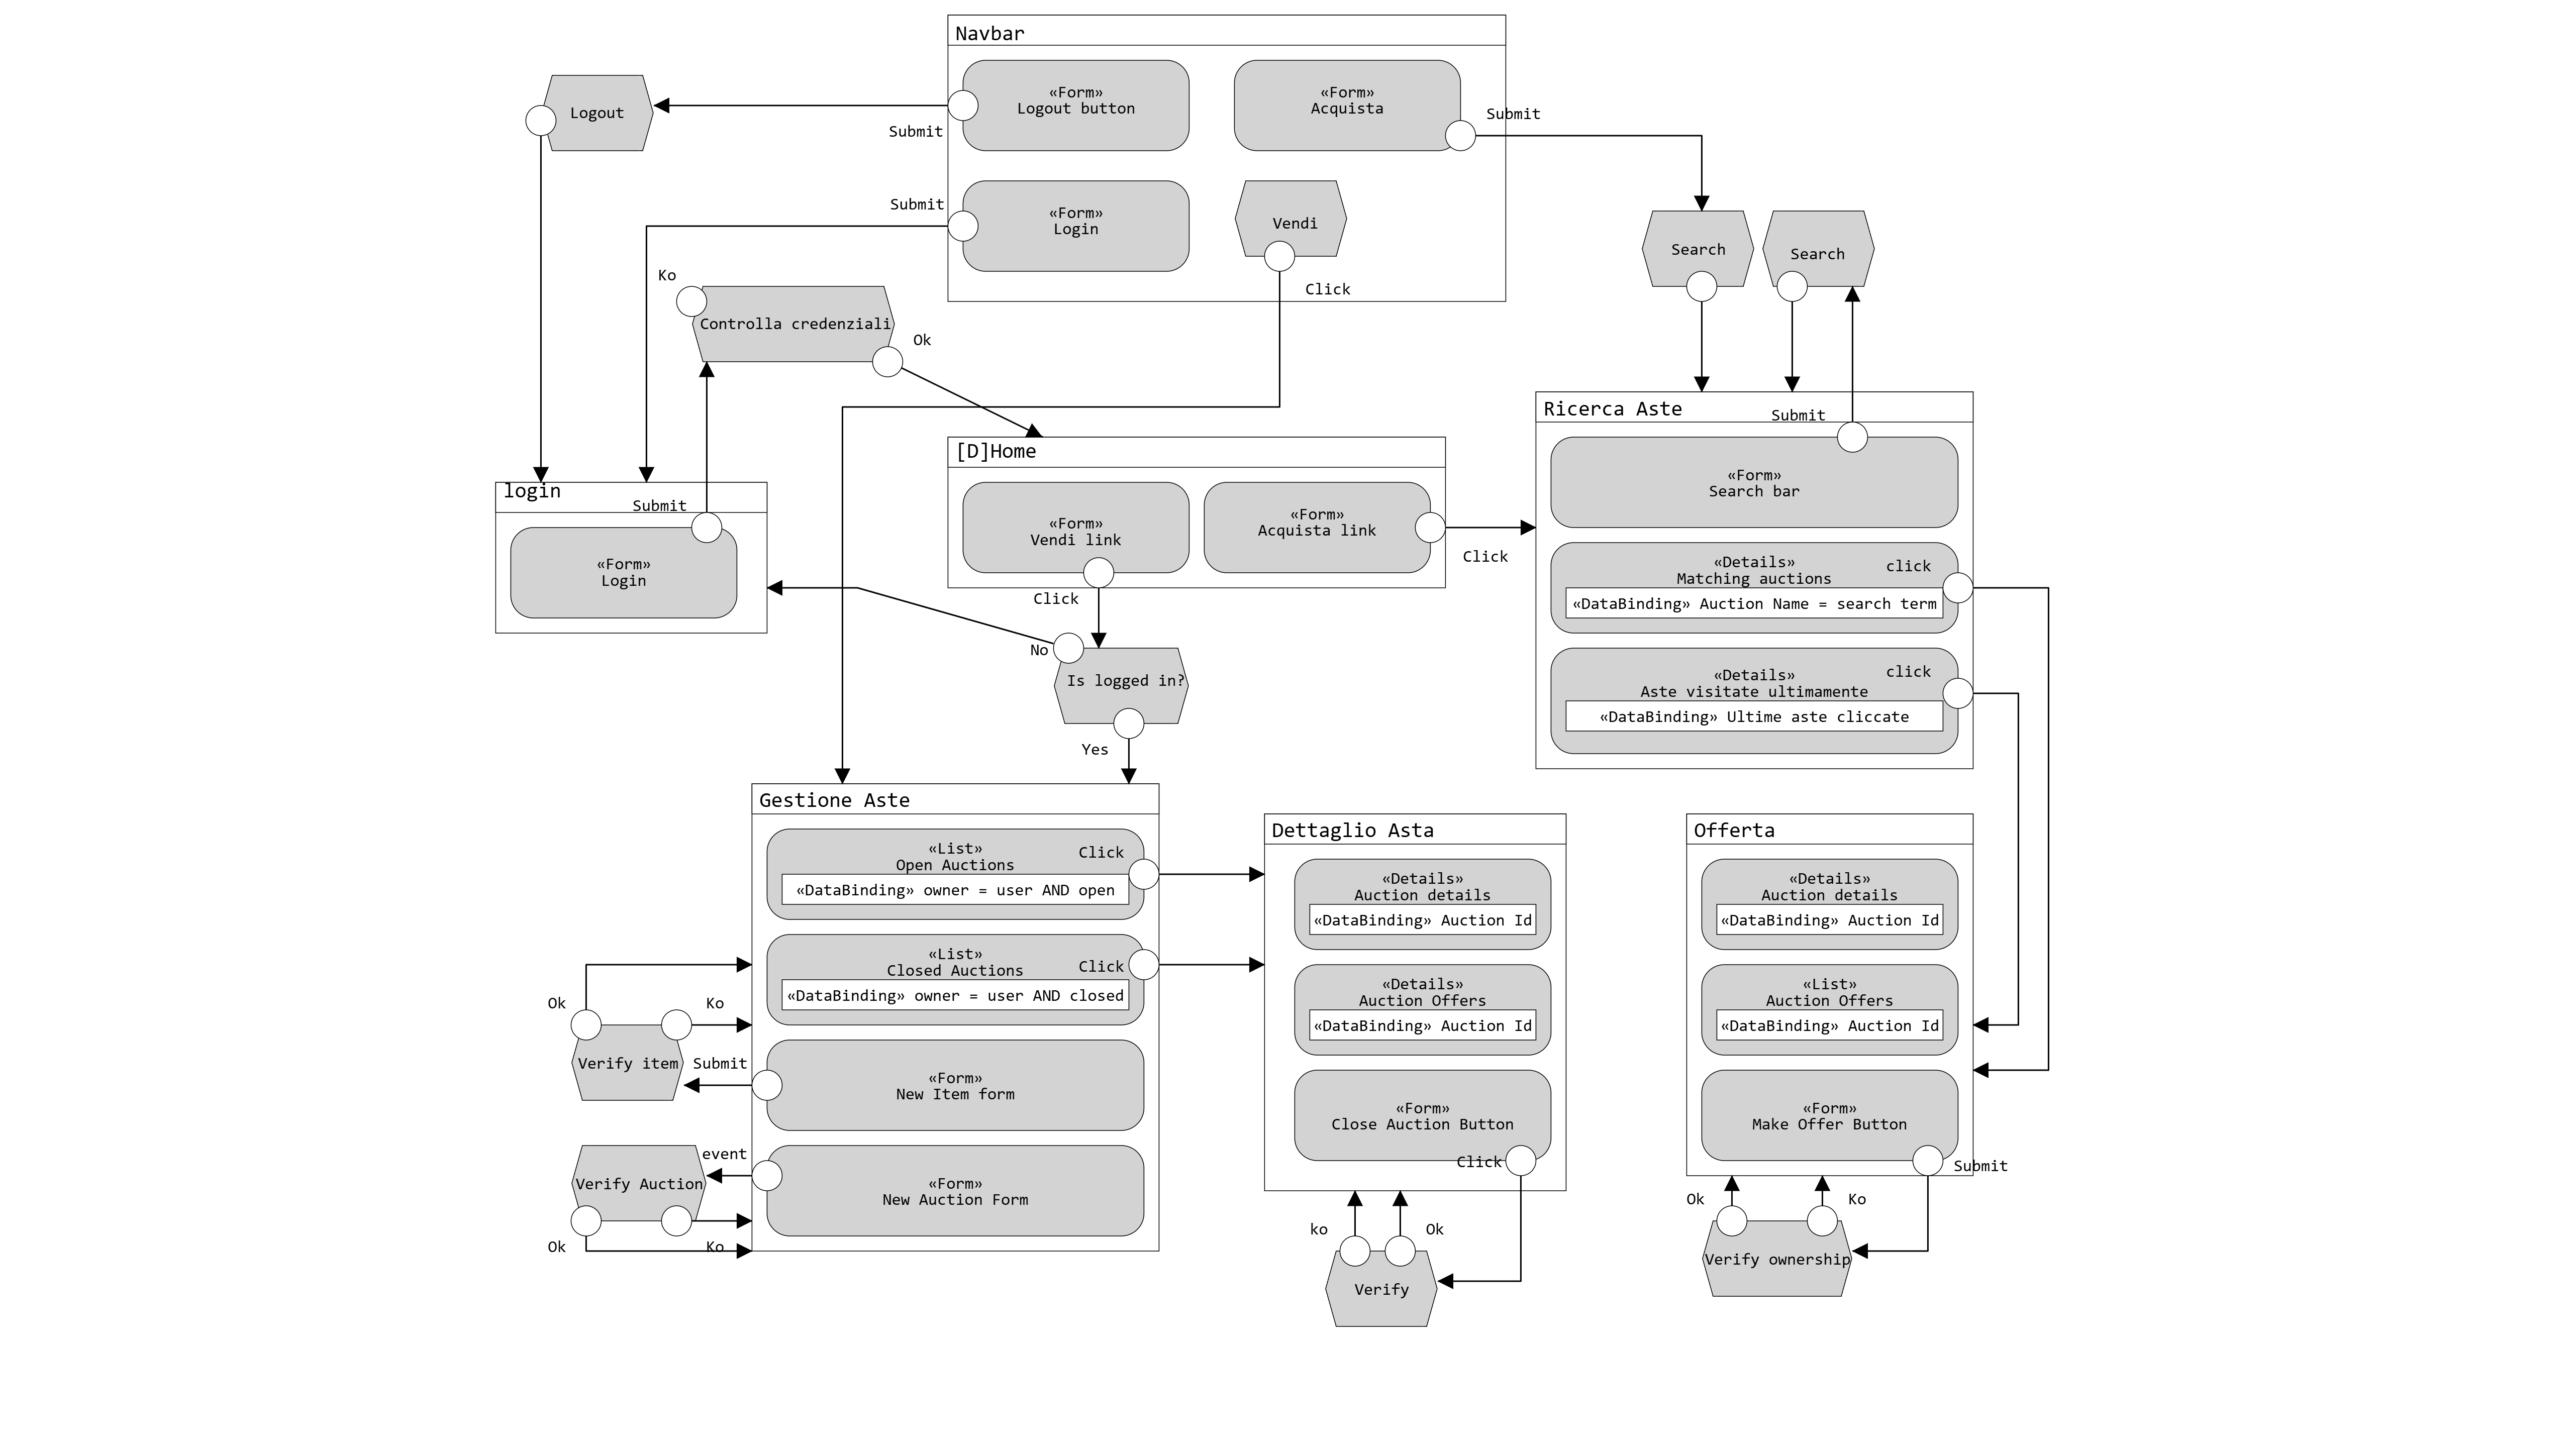 Navbar
«Form»
Logout button
«Form»
Acquista
Submit
Submit
Logout
«Form»
Login
Submit
Vendi
Click
Search
Search
Ko
Controlla credenziali
Ok
login
Submit
«Form»
Login
[D]Home
«Form»
Vendi link
«Form»
Acquista link
Click
Click
Ricerca Aste
Submit
«Form»
Search bar
«Details»
Matching auctions
click
«DataBinding» Auction Name = search term
«Details»
Aste visitate ultimamente
click
«DataBinding» Ultime aste cliccate
No
Is logged in?
Yes
Gestione Aste
«List»
Open Auctions
Click
«DataBinding» owner = user AND open
«List»
Closed Auctions
Click
«DataBinding» owner = user AND closed
Ok
Ko
Verify item
Submit
«Form»
New Item form
event
Verify Auction
«Form»
New Auction Form
Ok
Ko
Dettaglio Asta
«Details»
Auction details
«DataBinding» Auction Id
«Details»
Auction Offers
«DataBinding» Auction Id
«Form»
Close Auction Button
Click
ko
Ok
Verify
Offerta
«Details»
Auction details
«DataBinding» Auction Id
«List»
Auction Offers
«DataBinding» Auction Id
«Form»
Make Offer Button
Submit
Ok
Ko
Verify ownership